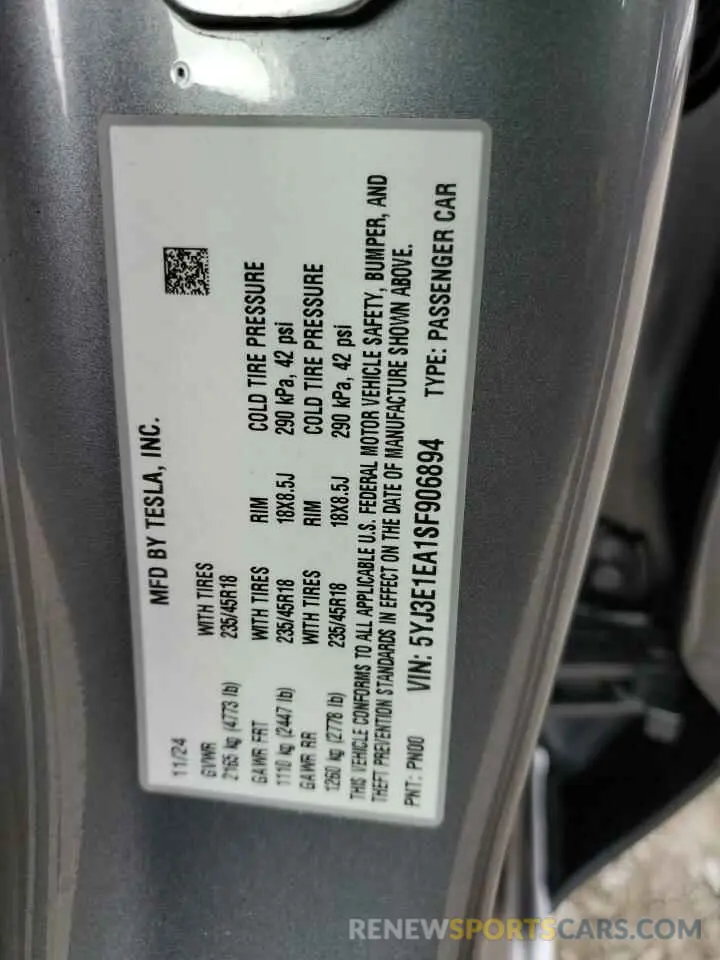 MFD BY TESLA, INC.
11/24
GVWR WITH TIRES
2165 kg (4773 lb) 235/45R18
GAWR FRT WITH TIRES RIM COLD TIRE PRESSURE
1110 kg (2447 lb) 235/45R18 18X8.5J 290 kPa, 42 psi
GAWR RR WITH TIRES RIM COLD TIRE PRESSURE
1260 kg (2778 lb) 235/45R18 18X8.5J 290 kPa, 42 psi
THIS VEHICLE CONFORMS TO ALL APPLICABLE U.S. FEDERAL MOTOR VEHICLE SAFETY, BUMPER, AND
THEFT PREVENTION STANDARDS IN EFFECT ON THE DATE OF MANUFACTURE SHOWN ABOVE.
PNT: PN00 VIN: 5YJ3E1EA1SF906894 TYPE: PASSENGER CAR
RENEWSPORTSCARS.COM